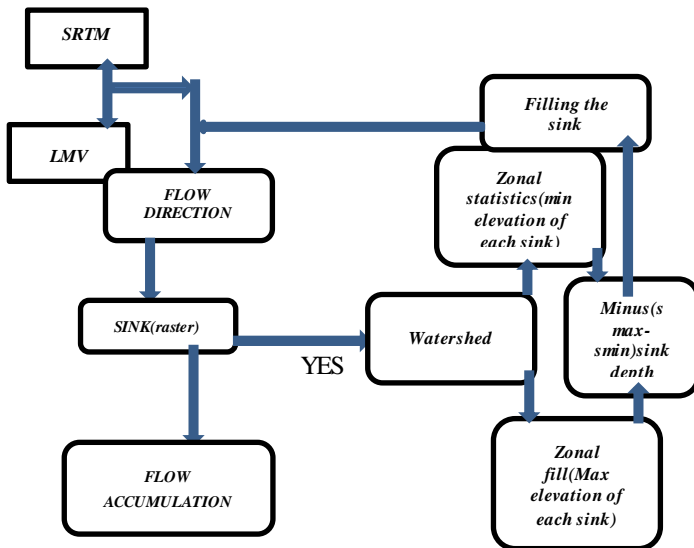 SRTM
LMV
FLOW
DIRECTION
SINK(raster)
YES
FLOW
ACCUMULATION
Watershed
Filling the
sink
Zonal
statistics(min
elevation of
each sink)
Minus(s
max-
smin)sink
depth
Zonal
fill(Max
elevation of
each sink)